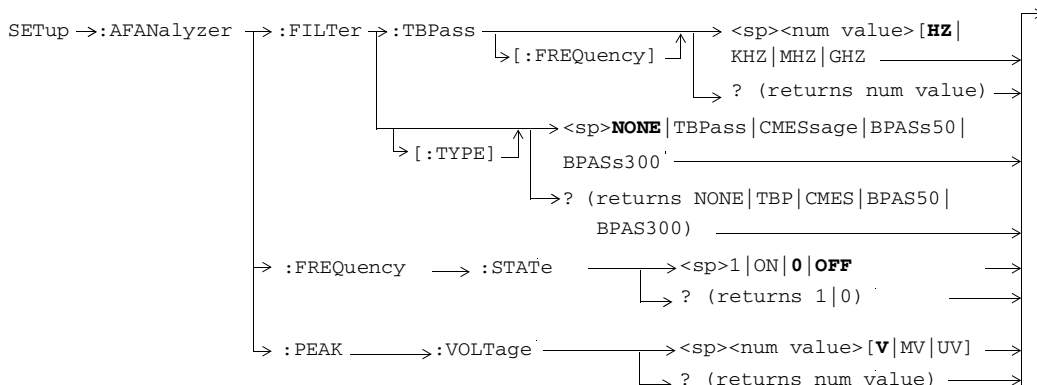 SETup :AFANalyzer :FILTer :TBPass <sp><num value>[HZ|
[:FREQuency] KHZ|MHZ|GHZ
? (returns num value)
<sp>NONE|TBPass|CMESsage|BPASs50|
[:TYPE] BPASs300
? (returns NONE|TBP|CMES|BPAS50|
BPAS300)
:FREQuency :STATe <sp>1|ON|0|OFF
? (returns 1|0)
:PEAK :VOLTage <sp><num value>[V|MV|UV]
? (returns num value)